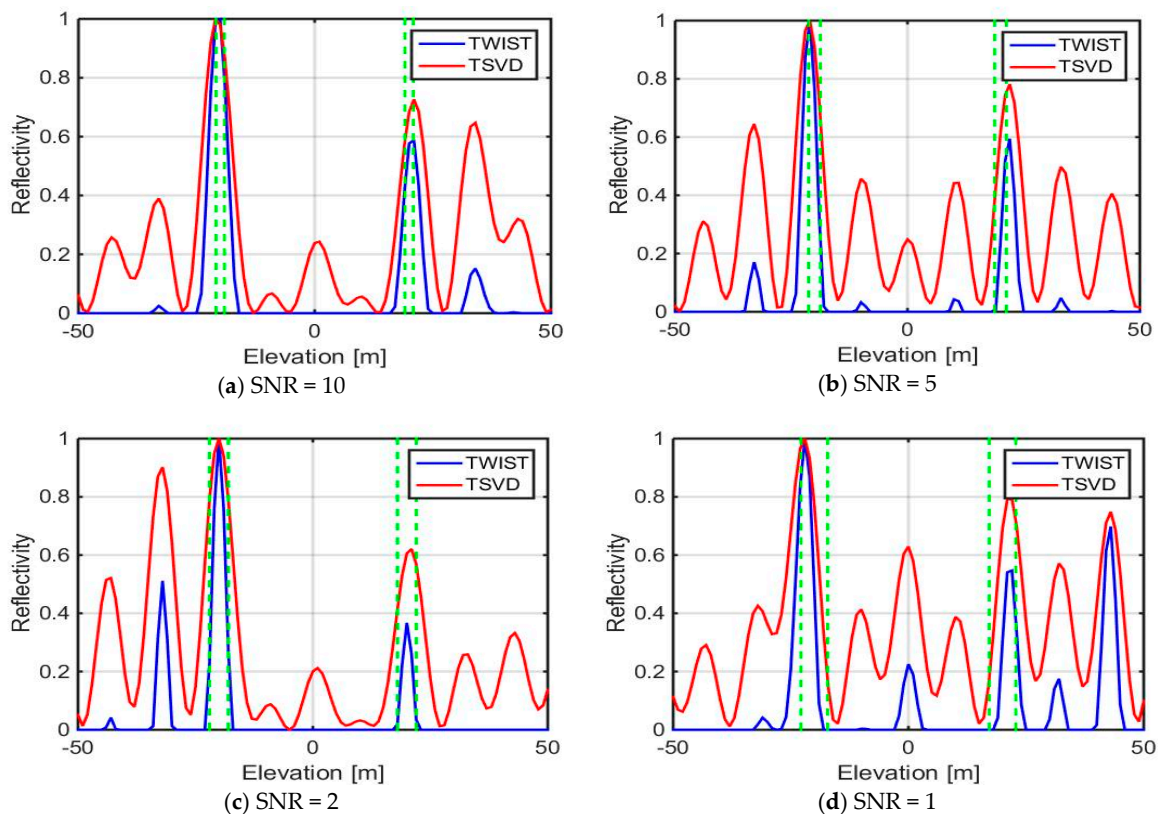 1
0.8
0.6
0.4
0.2
0
Reflectivity
TWIST
TSVD
-50
0
50
Elevation [m]
(a) SNR = 10
1
0.8
0.6
0.4
0.2
0
Reflectivity
TWIST
TSVD
-50
0
50
Elevation [m]
(b) SNR = 5
1
0.8
0.6
0.4
0.2
0
Reflectivity
TWIST
TSVD
-50
0
50
Elevation [m]
(c) SNR = 2
1
0.8
0.6
0.4
0.2
0
Reflectivity
TWIST
TSVD
-50
0
50
Elevation [m]
(d) SNR = 1